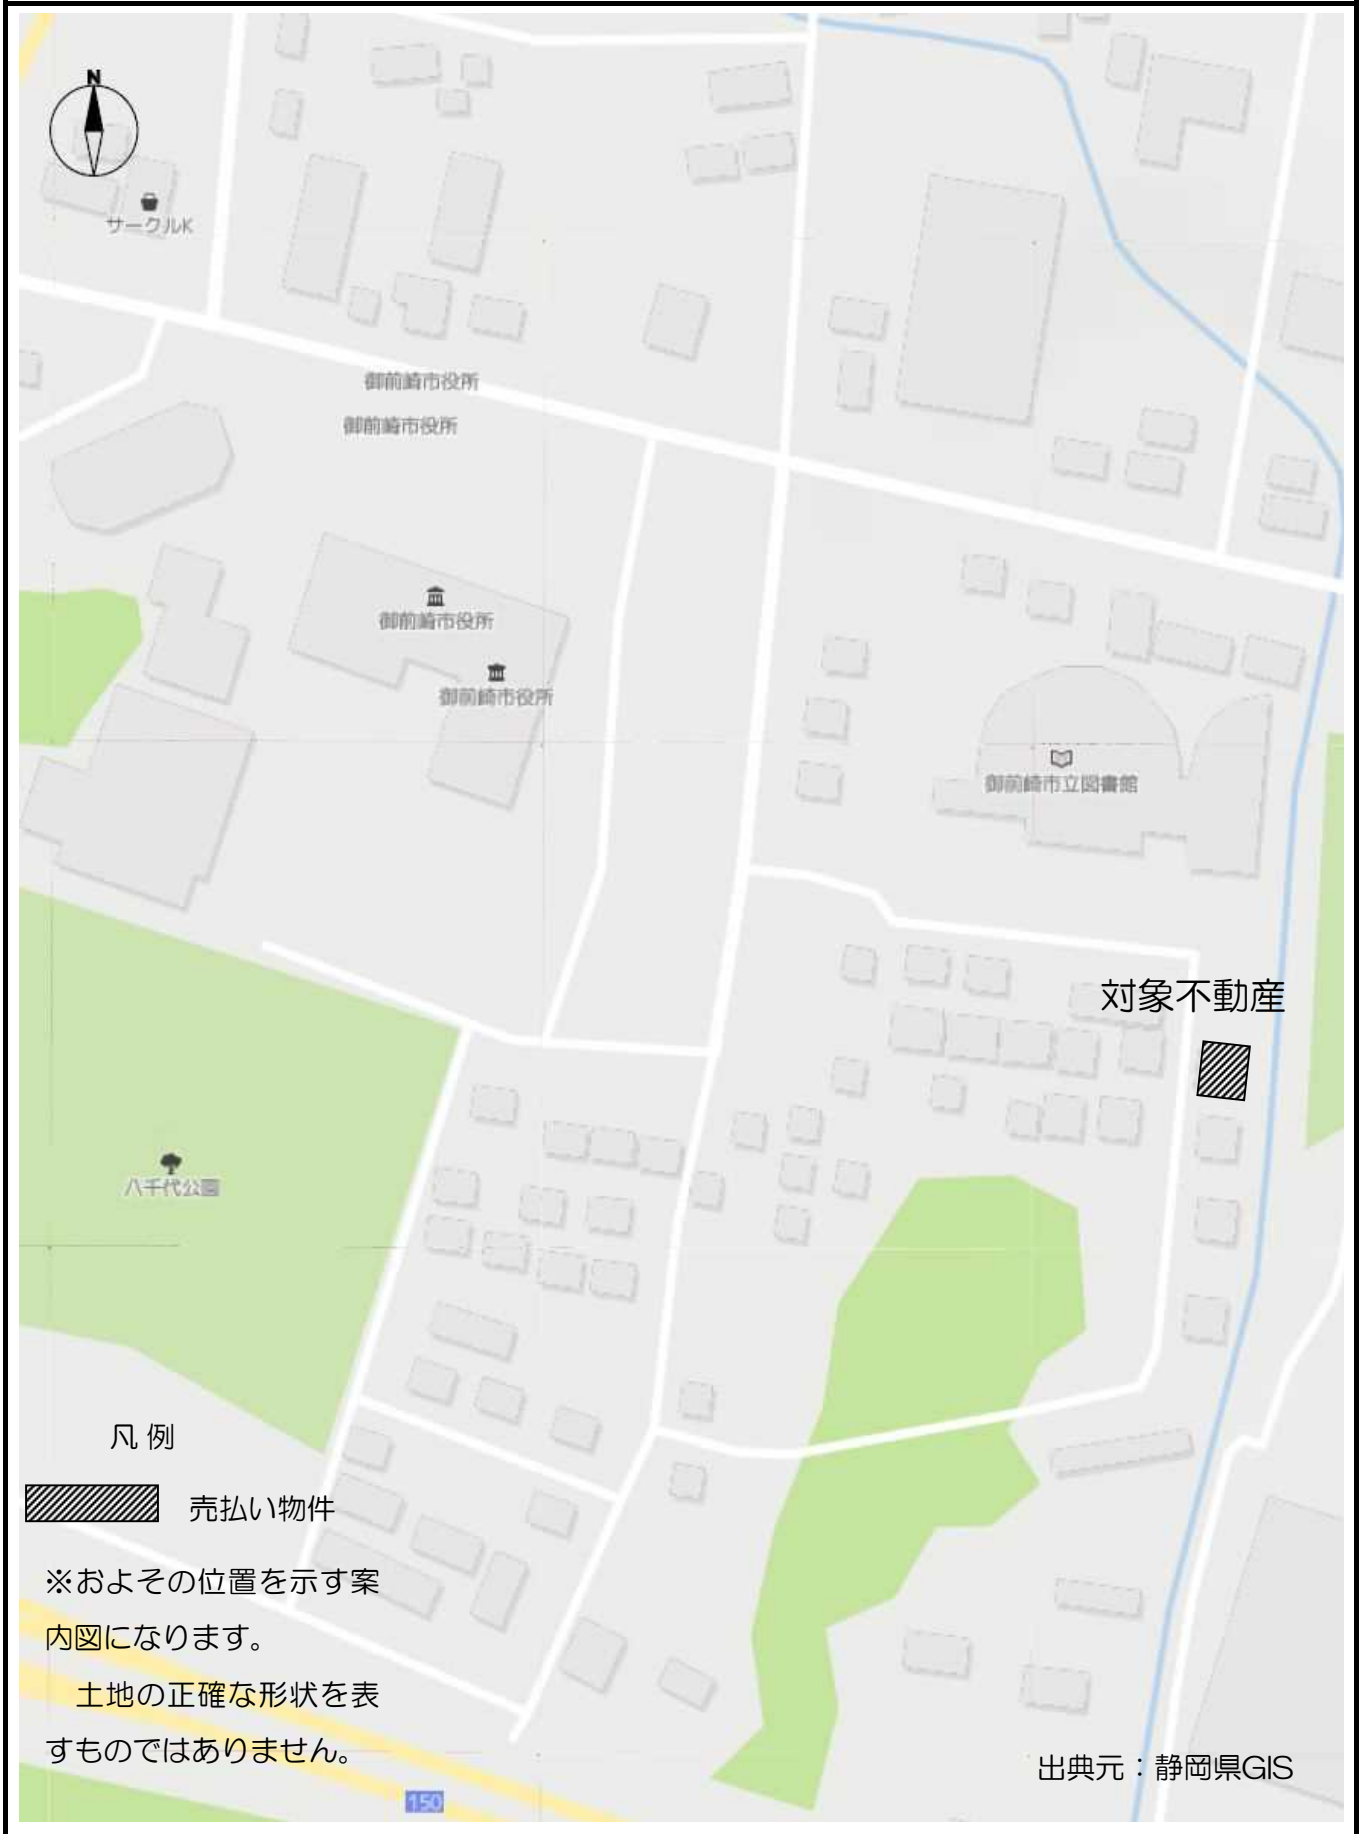 N
サークルK
御前崎市役所
御前崎市役所
御前崎市役所
御前崎市役所
御前崎市立図書館
対象不動産
八千代公園
凡例
売払い物件
※およその位置を示す案
内図になります。
土地の正確な形状を表
すものではありません。
出典元：静岡県GIS
150